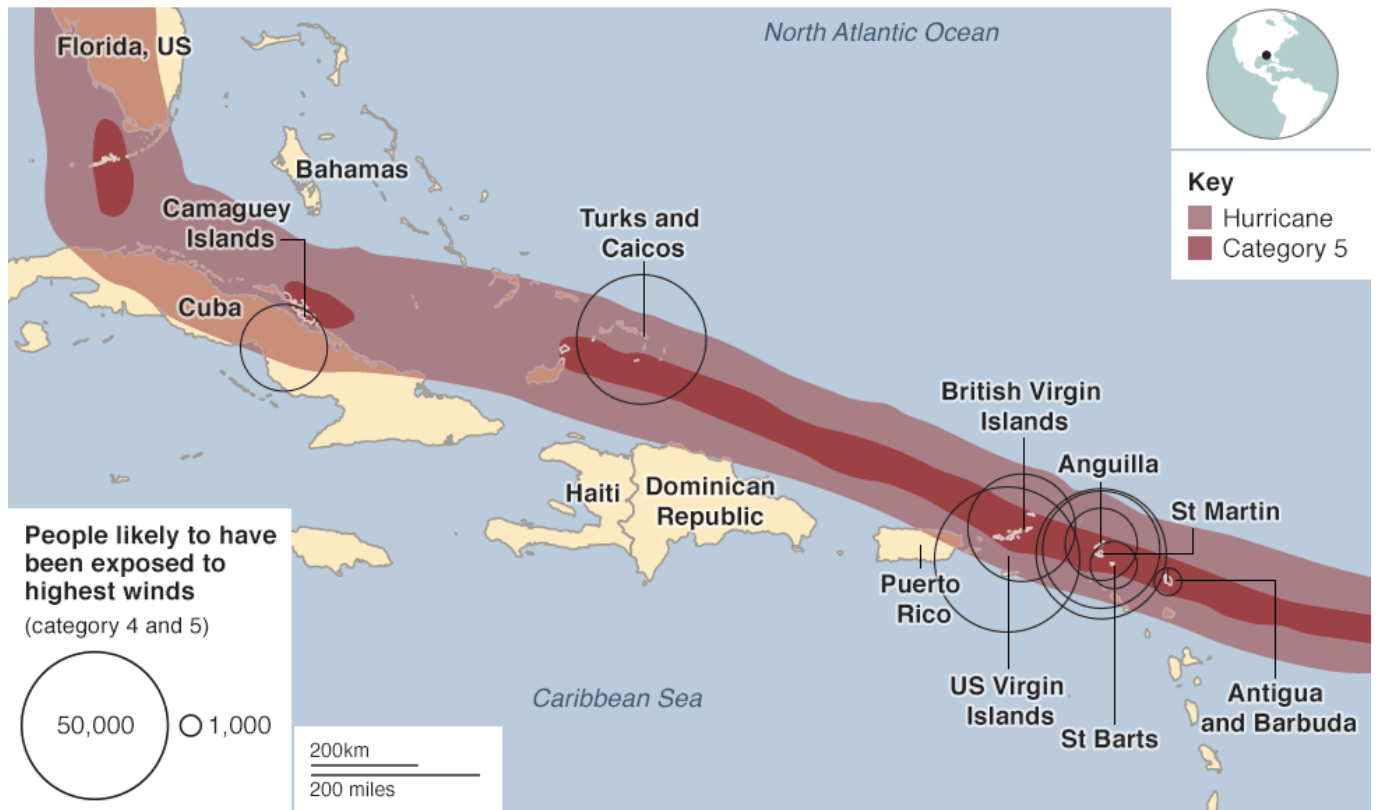 Florida, US
North Atlantic Ocean
Bahamas
Camaguey
Islands
Turks and
Caicos
Cuba
Key
Hurricane
Category 5
British Virgin
Islands
Anguilla
St Martin
Haiti
Dominican
Republic
Puerto
Rico
US Virgin
Islands
St Barts
Antigua
and Barbuda
Caribbean Sea
People likely to have
been exposed to
highest winds
(category 4 and 5)
50,000
1,000
200km
200 miles